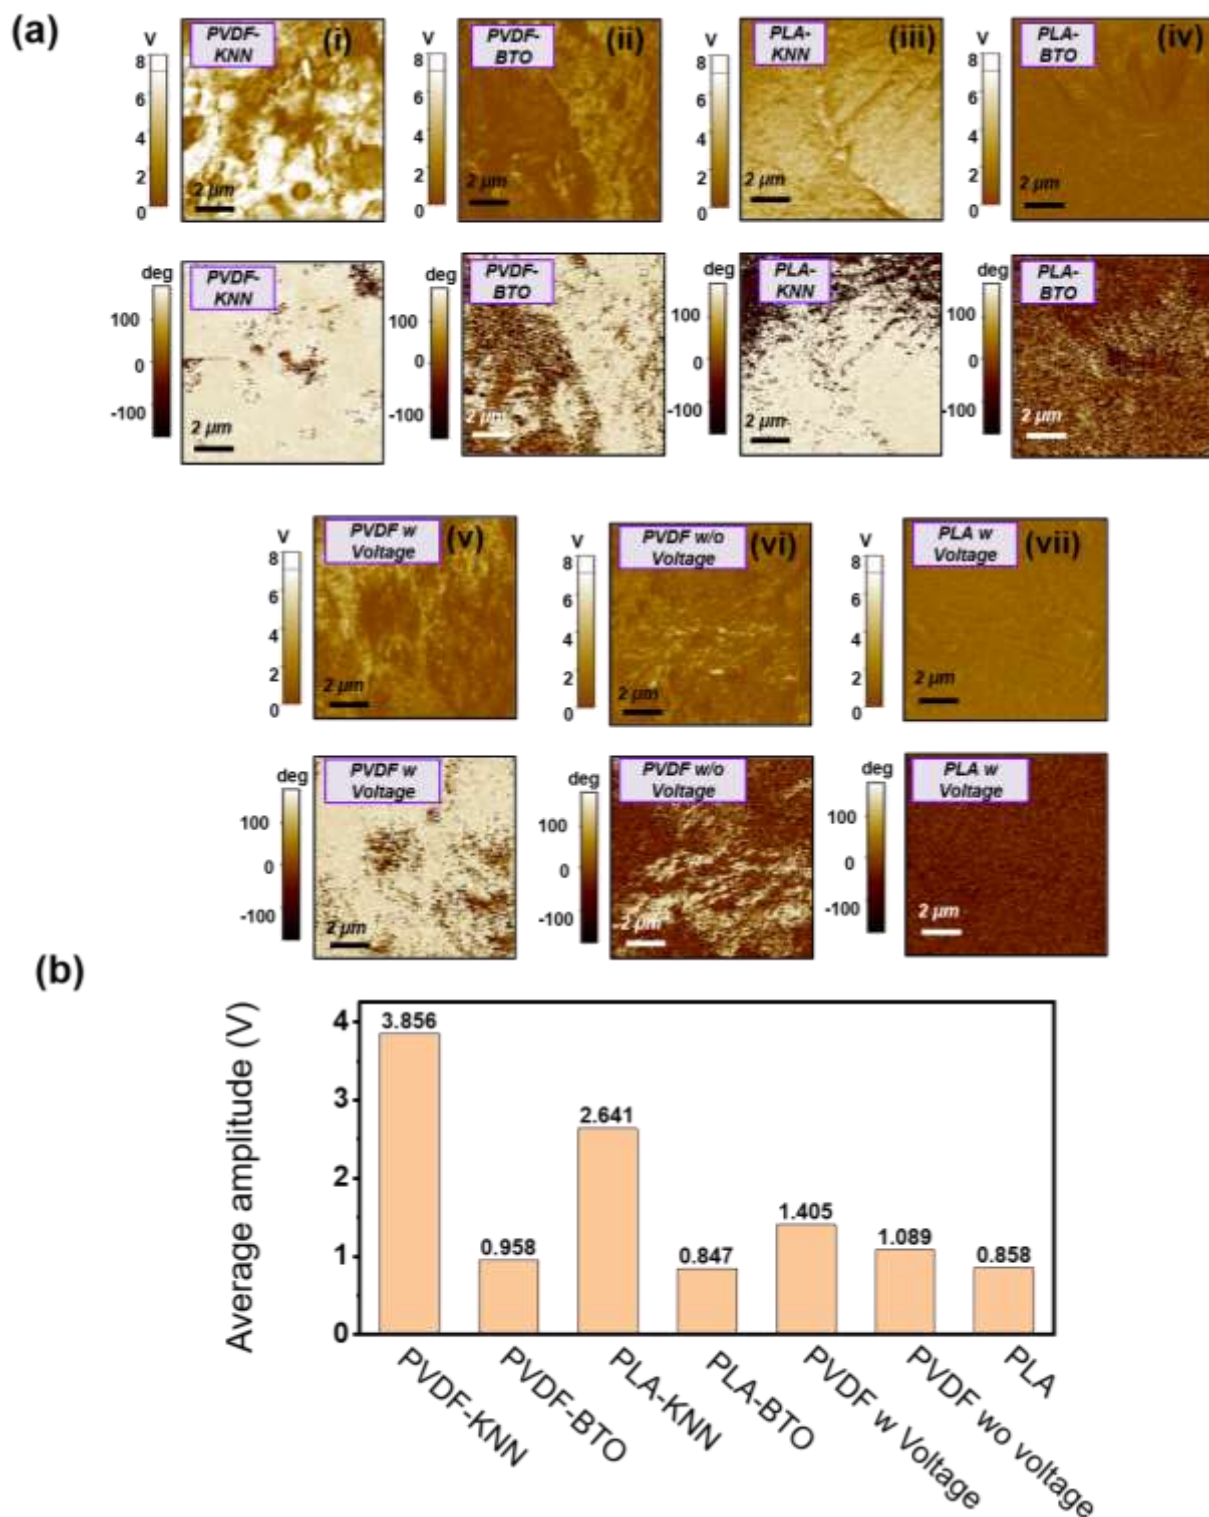 (a)
V
8
6
4
2
0
PVDF-
KNN
(i)
2 µm
V
8
6
4
2
0
PVDF-
BTO
(ii)
2 µm
V
8
6
4
2
0
PLA-
KNN
(iii)
2 µm
V
8
6
4
2
0
PLA-
BTO
(iv)
2 µm
deg
100
0
-100
PVDF-
KNN
2 µm
deg
100
0
-100
PVDF-
BTO
2 µm
deg
100
0
-100
PLA-
KNN
2 µm
deg
100
0
-100
PLA-
BTO
2 µm
V
8
6
4
2
0
PVDF w
Voltage
(v)
2 µm
V
8
6
4
2
0
PVDF w/o
Voltage
(vi)
2 µm
V
8
6
4
2
0
PLA w
Voltage
(vii)
2 µm
deg
100
0
-100
PVDF w
Voltage
2 µm
deg
100
0
-100
PVDF w/o
Voltage
2 µm
deg
100
0
-100
PLA w
Voltage
2 µm
(b)
Average amplitude (V)
4
3
2
1
0
3.856
0.958
2.641
0.847
1.405
1.089
0.858
PVDF-KNN
PVDF-BTO
PLA-KNN
PLA-BTO
PVDF w Voltage
PVDF wo voltage
PLA